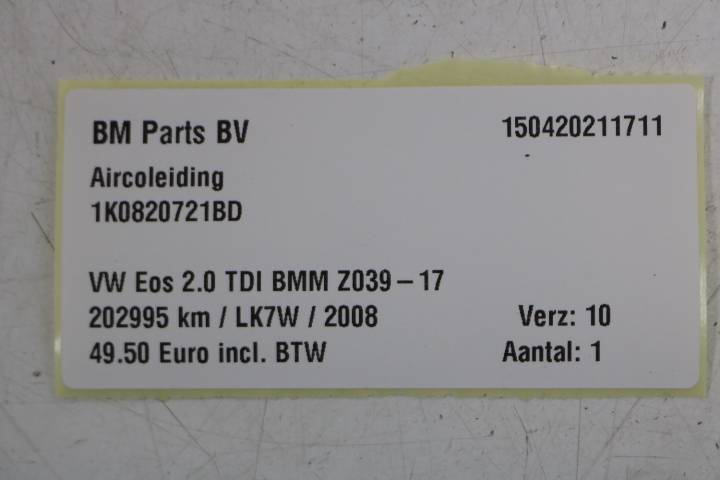 BM Parts BV 150420211711
Aircoleiding
1K0820721BD
VW Eos 2.0 TDI BMM Z039 – 17
202995 km / LK7W / 2008 Verz: 10
49.50 Euro incl. BTW Aantal: 1